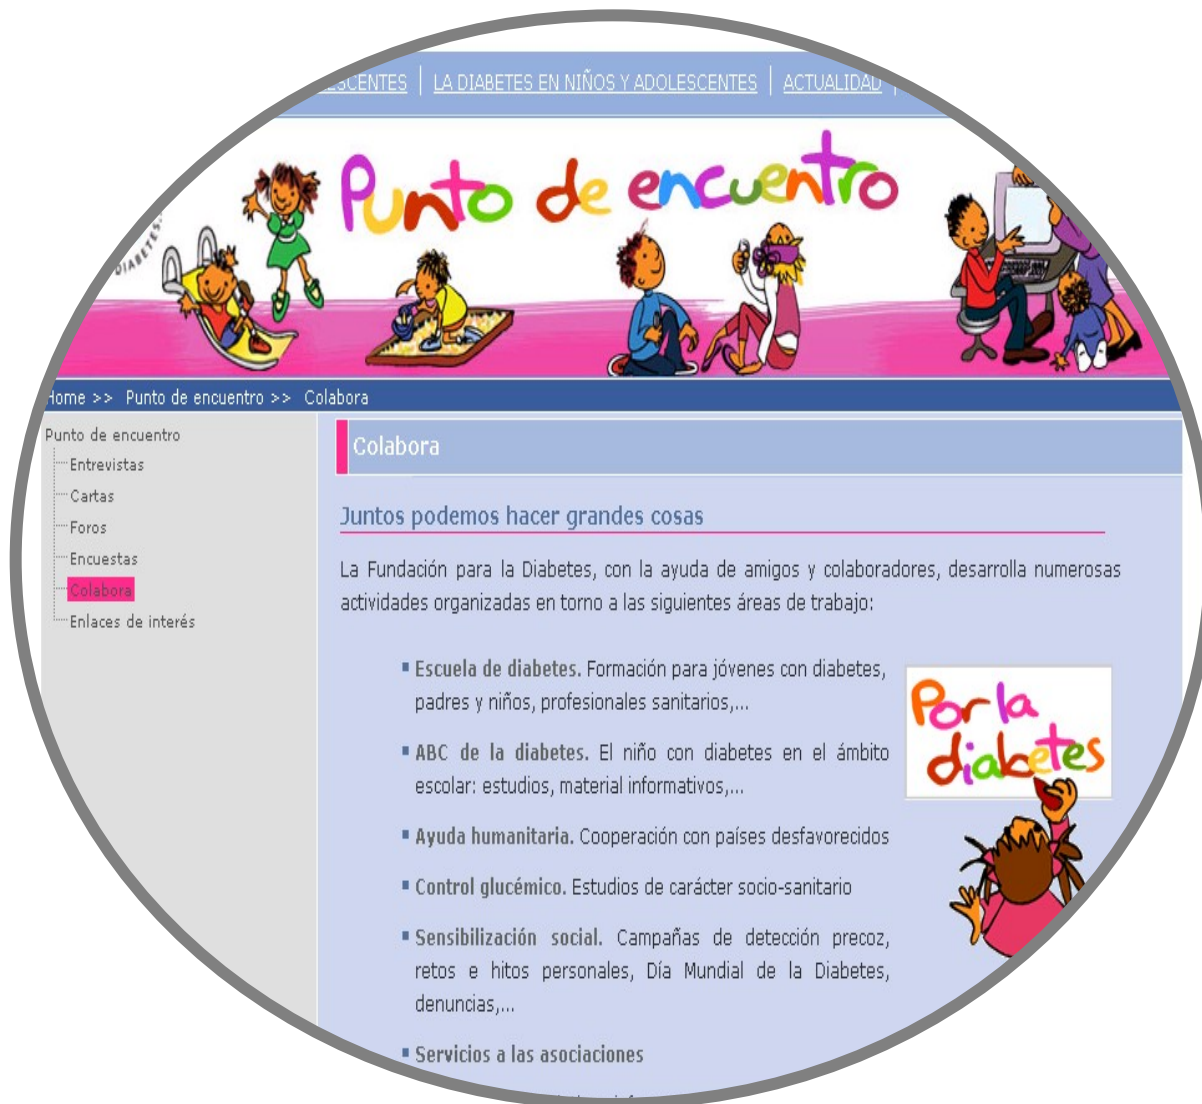 LA DIABETES EN NIÑOS Y ADOLESCENTES
ACTUALIDAD
DIABETES
Punto de encuentro
Home >> Punto de encuentro >> Colabora
Punto de encuentro
Entrevistas
Cartas
Foros
Encuestas
Colabora
Enlaces de interés
Colabora
Juntos podemos hacer grandes cosas
La Fundación para la Diabetes, con la ayuda de amigos y colaboradores, desarrolla numerosas
actividades organizadas en torno a las siguientes áreas de trabajo:
Escuela de diabetes. Formación para jóvenes con diabetes,
padres y niños, profesionales sanitarios,...
ABC de la diabetes. El niño con diabetes en el ámbito
escolar: estudios, material informativos,...
Ayuda humanitaria. Cooperación con países desfavorecidos
Control glucémico. Estudios de carácter socio-sanitario
Sensibilización social. Campañas de detección precoz,
retos e hitos personales, Día Mundial de la Diabetes,
denuncias,...
Servicios a las asociaciones
Por la
diabetes